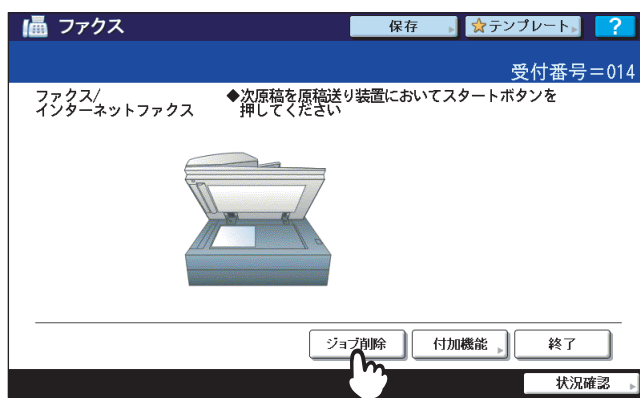 ファクス
保存
テンプレート
?
受付番号＝014
ファクス/
インターネットファクス
◆次原稿を原稿送り装置においてスタートボタンを
押してください
ジョブ削除
付加機能
終了
状況確認